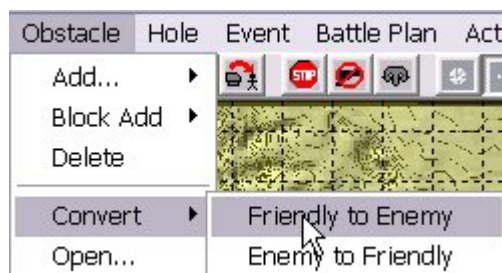 Obstacle Hole Event Battle Plan Act
Add...
STOP
Block Add
Delete
Convert Friendly to Enemy
Open... Enemy to Friendly